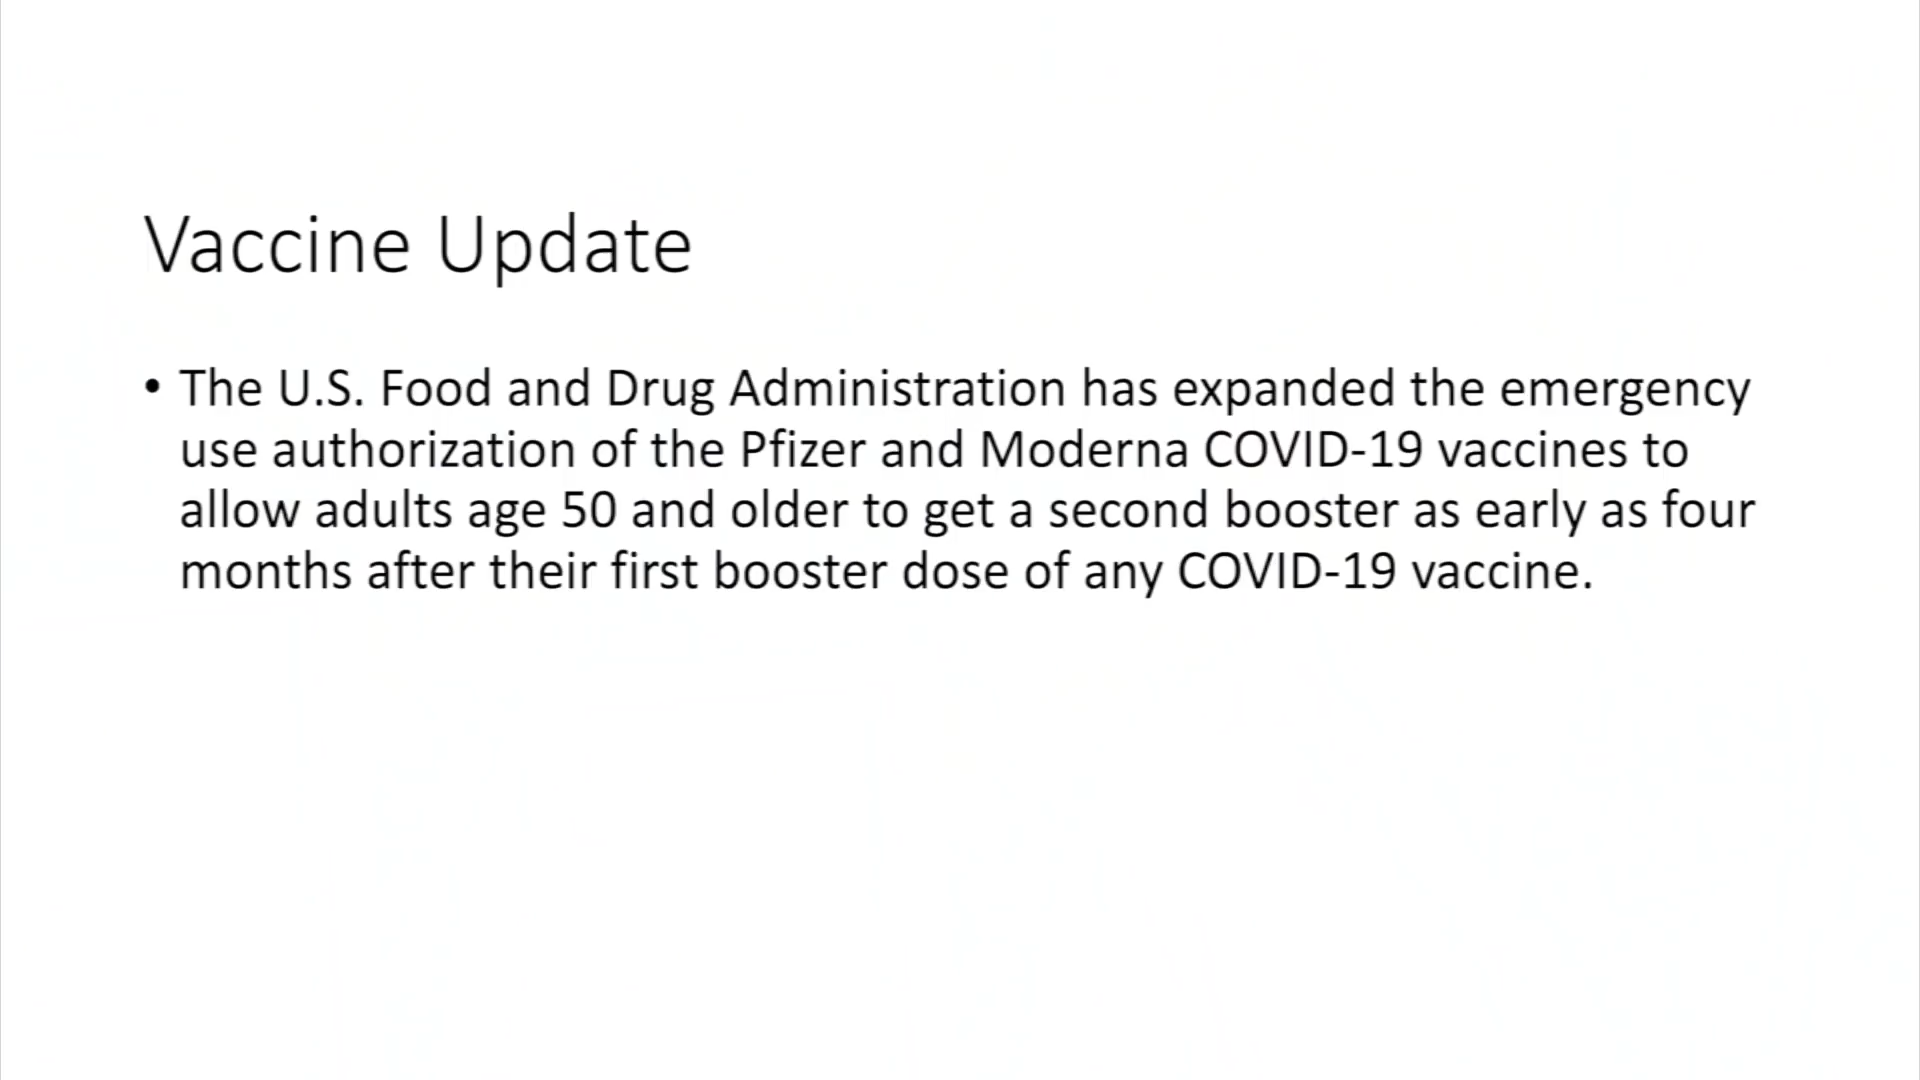 Vaccine Update
• The U.S. Food and Drug Administration has expanded the emergency
use authorization of the Pfizer and Moderna COVID-19 vaccines to
allow adults age 50 and older to get a second booster as early as four
months after their first booster dose of any COVID-19 vaccine.